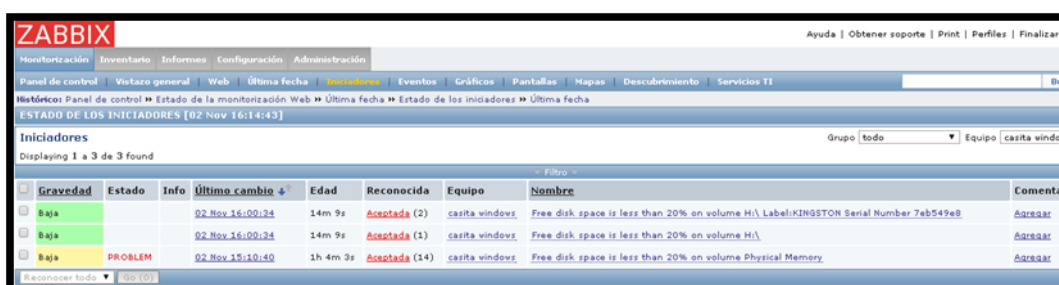 ZABBIX
Ayuda | Obtener soporte | Print | Perfiles | Finalizar
Monitorización Inventario Informes Configuración Administración
Panel de control | Vistazo general | Web | Última fecha | Iniciadores | Eventos | Gráficos | Pantallas | Mapas | Descubrimiento | Servicios TI
Histórico: Panel de control » Estado de la monitorización Web » Última fecha » Estado de los iniciadores » Última fecha
ESTADO DE LOS INICIADORES [02 Nov 16:14:43]
Iniciadores Grupo todo Equipo casita windo
Displaying 1 a 3 de 3 found
Filtro
Gravedad Estado Info Último cambio Edad Reconocida Equipo Nombre Comenta
Baja 02 Nov 16:00:34 14m 9s Aceptada (2) casita windows Free disk space is less than 20% on volume H:\ Label:KINGSTON Serial Number 7eb549e8 Agregar
Baja 02 Nov 16:00:34 14m 9s Aceptada (1) casita windows Free disk space is less than 20% on volume H:\ Agregar
Baja PROBLEM 02 Nov 15:10:40 1h 4m 3s Aceptada (14) casita windows Free disk space is less than 20% on volume Physical Memory Agregar
Reconocer todo Go (0)